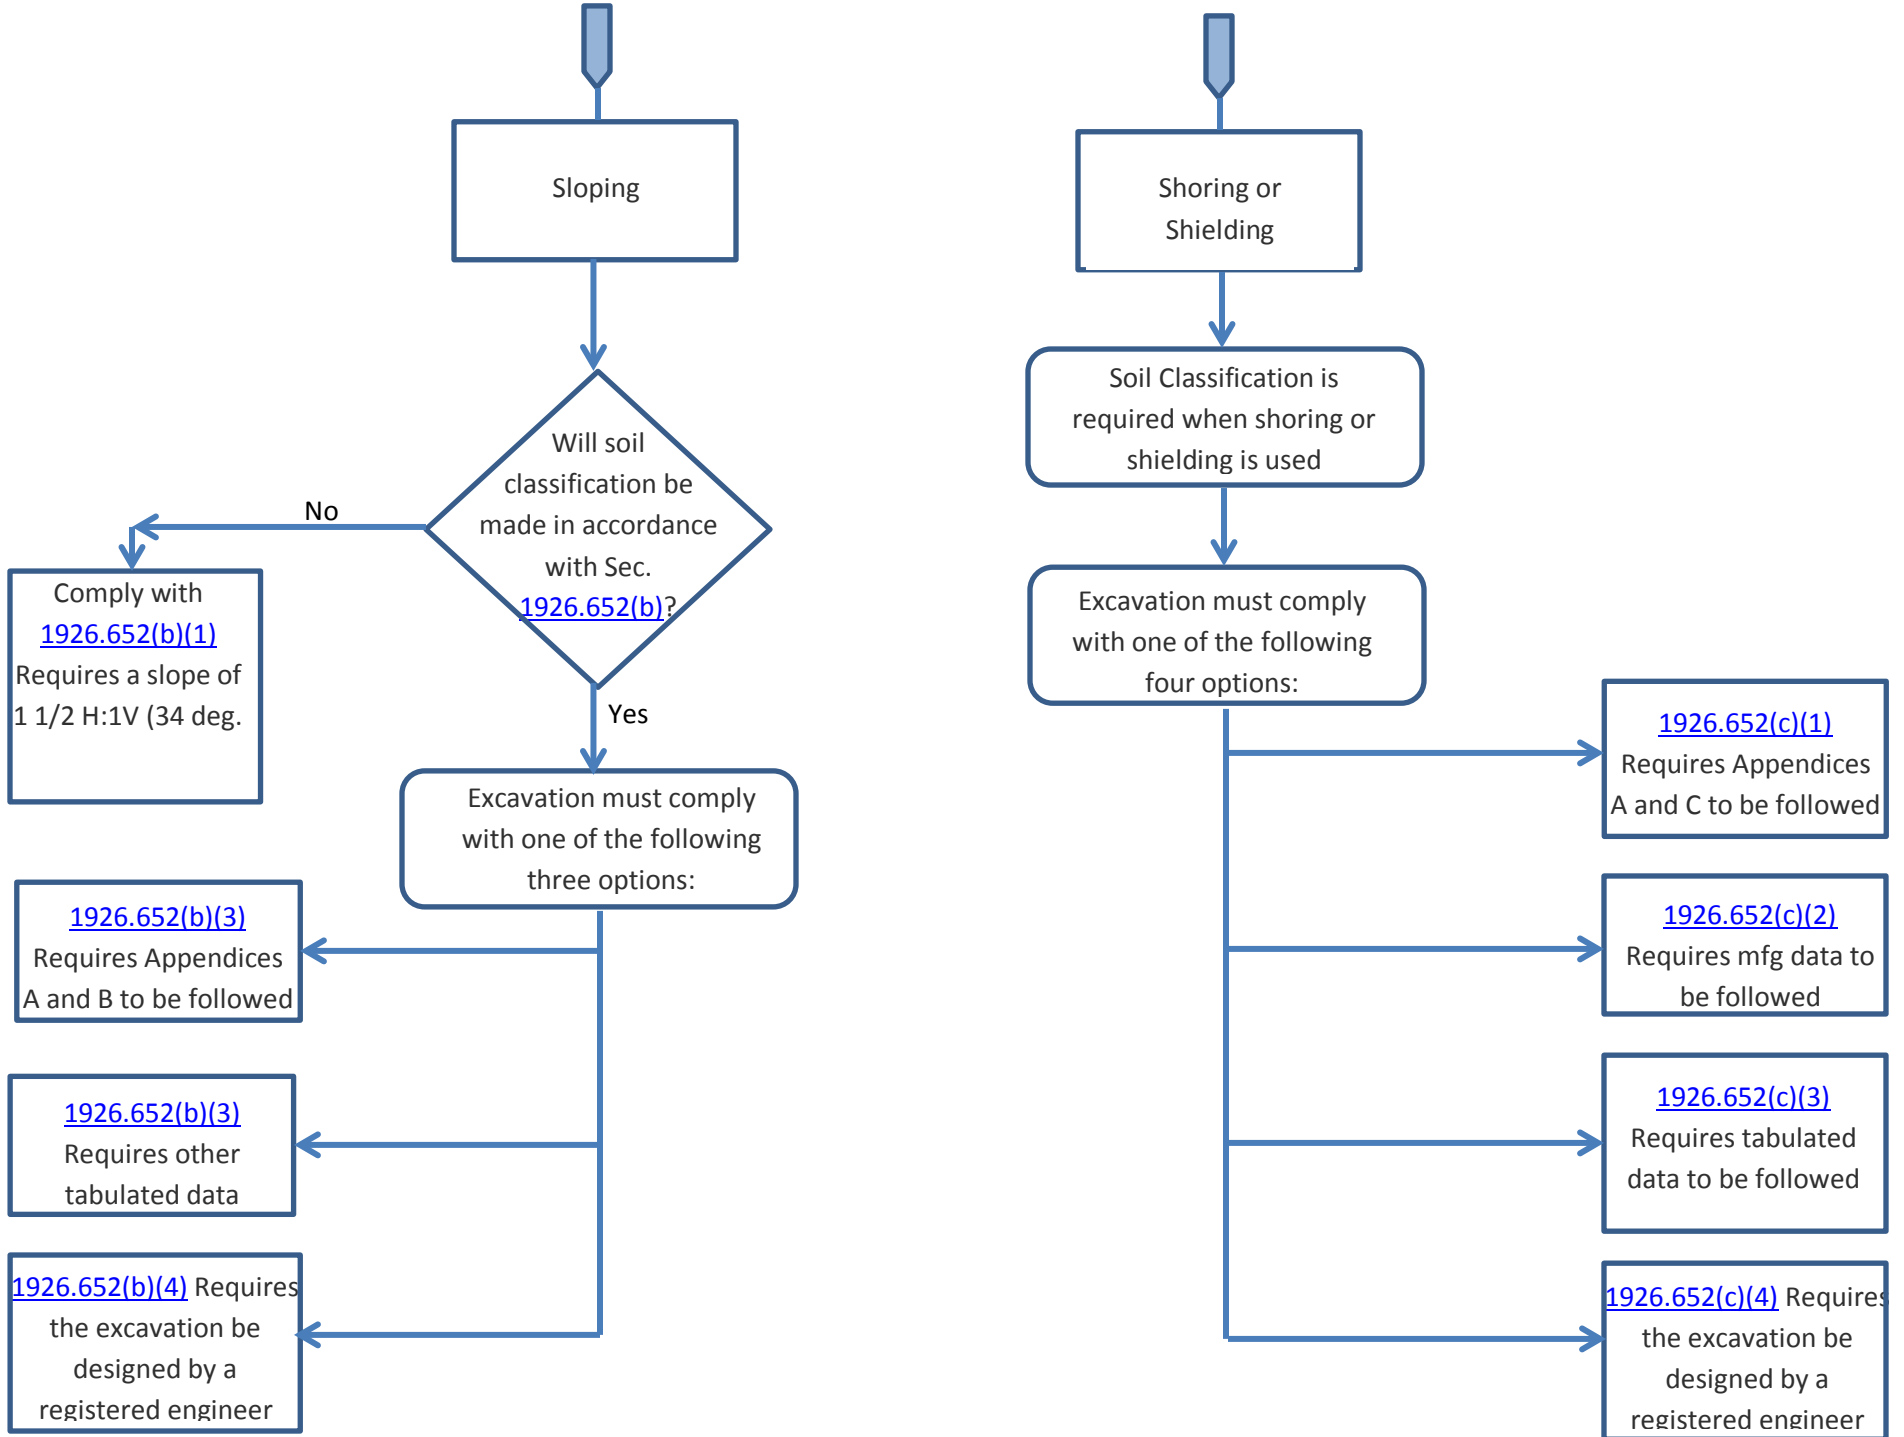 Sloping
Will soil
classification be
made in accordance
with Sec.
1926.652(b)?
No
Comply with
1926.652(b)(1)
Requires a slope of
1 1/2 H:1V (34 deg.
Yes
Excavation must comply
with one of the following
three options:
1926.652(b)(3)
Requires Appendices
A and B to be followed
1926.652(b)(3)
Requires other
tabulated data
1926.652(b)(4) Requires
the excavation be
designed by a
registered engineer
Shoring or
Shielding
Soil Classification is
required when shoring or
shielding is used
Excavation must comply
with one of the following
four options:
1926.652(c)(1)
Requires Appendices
A and C to be followed
1926.652(c)(2)
Requires mfg data to
be followed
1926.652(c)(3)
Requires tabulated
data to be followed
1926.652(c)(4) Requires
the excavation be
designed by a
registered engineer